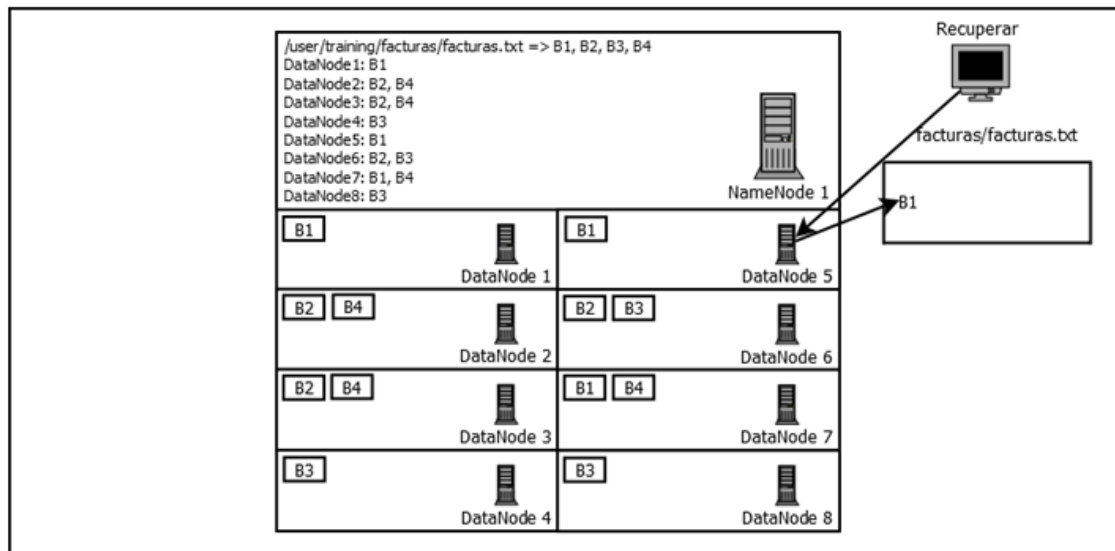 Recuperar
/user/training/facturas/facturas.txt => B1, B2, B3, B4
DataNode1: B1
DataNode2: B2, B4
DataNode3: B2, B4
DataNode4: B3
DataNode5: B1
DataNode6: B2, B3
DataNode7: B1, B4
DataNode8: B3
NameNode 1
facturas/facturas.txt
B1
B1
DataNode 1
B1
DataNode 5
B2 B4
DataNode 2
B2 B3
DataNode 6
B2 B4
DataNode 3
B1 B4
DataNode 7
B3
DataNode 4
B3
DataNode 8